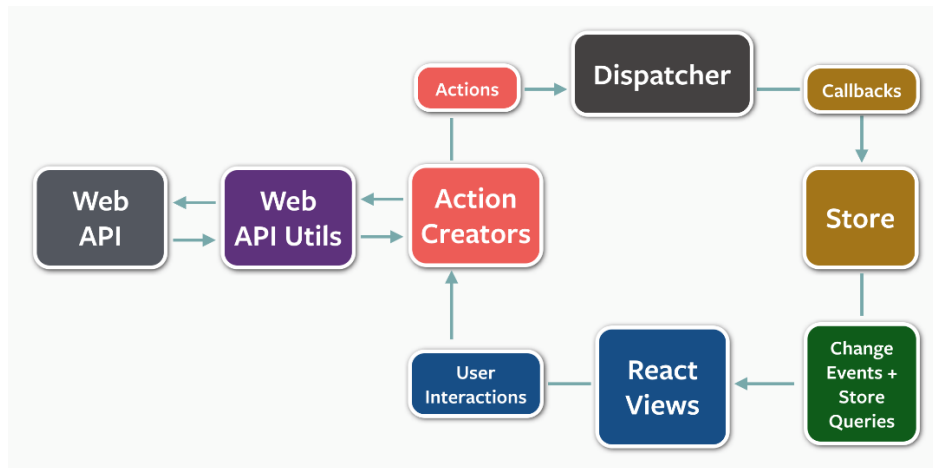 Dispatcher
Actions
Callbacks
Web
API
Web
API Utils
Action
Creators
Store
User
Interactions
React
Views
Change
Events +
Store
Queries